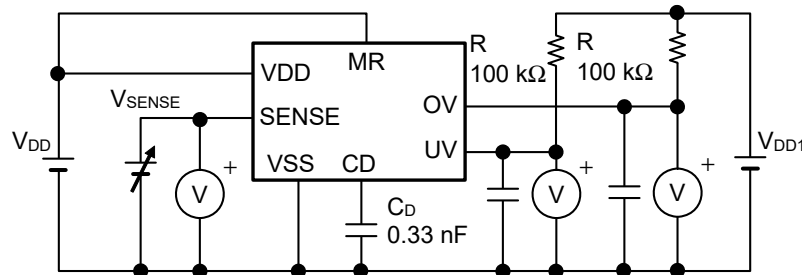 R
MR
R
100 kΩ
VDD
100 kΩ
VSENSE
OV
SENSE
VDD
VDD1
UV
+
+
+
VSS
CD
V
V
V
CD
0.33 nF